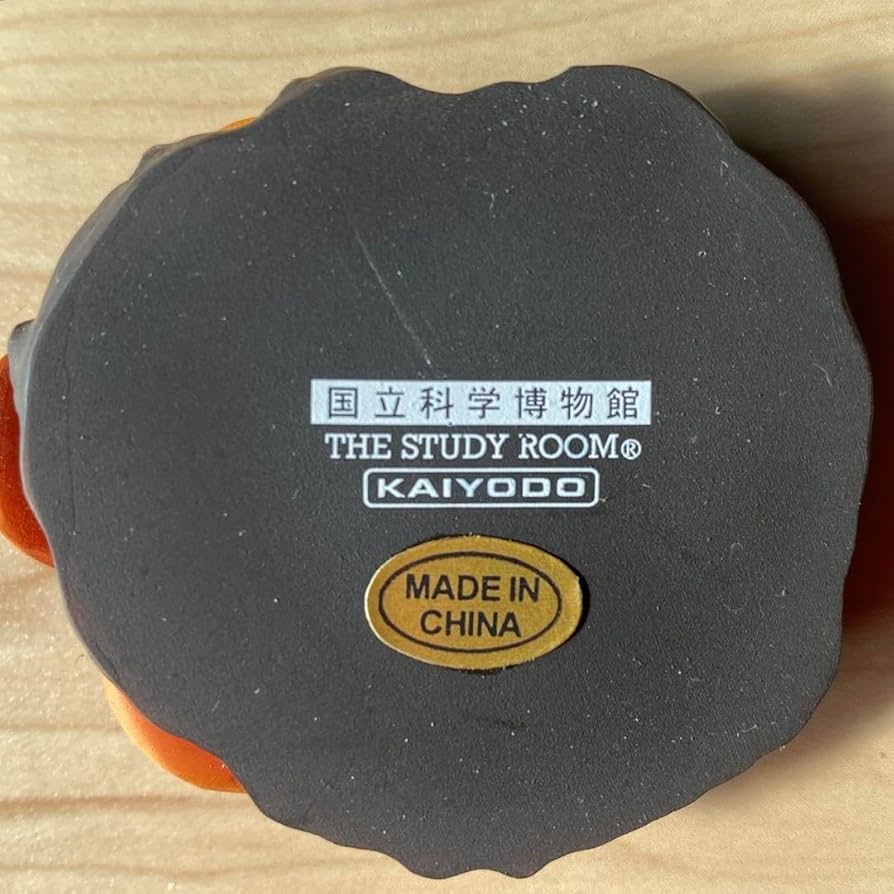 国立科学博物館
THE STUDY ROOM®
KAIYODO
MADE IN
CHINA